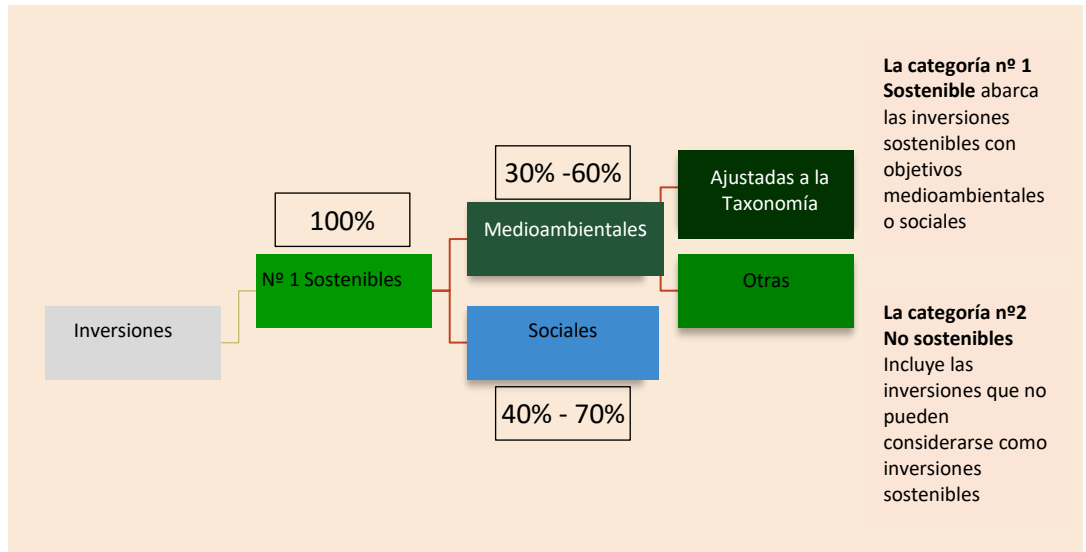 Inversiones
100%
Nº 1 Sostenibles
30% -60%
Medioambientales
Sociales
40% - 70%
Ajustadas a la
Taxonomía
Otras
La categoría nº 1
Sostenible abarca
las inversiones
sostenibles con
objetivos
medioambientales
o sociales
La categoría nº2
No sostenibles
Incluye las
inversiones que no
pueden
considerarse como
inversiones
sostenibles